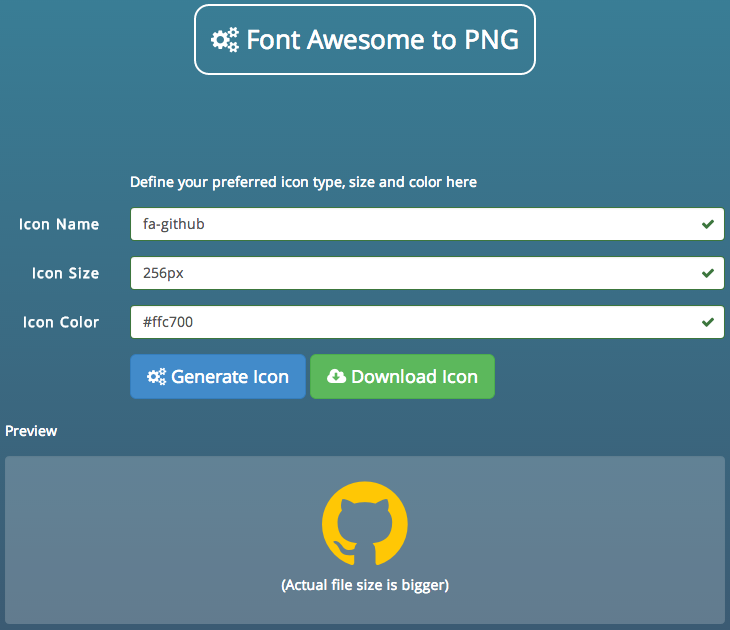 Font Awesome to PNG
Define your preferred icon type, size and color here
Icon Name
fa-github
Icon Size
256px
Icon Color
#ffc700
Generate Icon
Download Icon
Preview
(Actual file size is bigger)